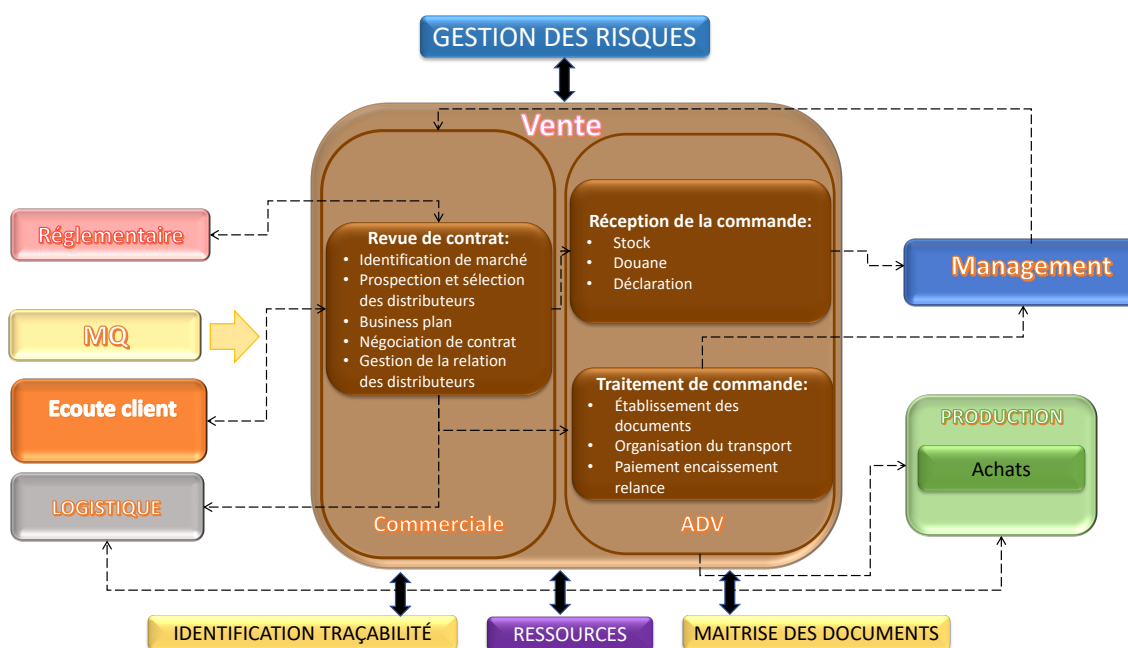 GESTION DES RISQUES
Vente
Réglementaire
MQ
Ecoute client
LOGISTIQUE
Revue de contrat:
• Identification de marché
• Prospection et sélection
des distributeurs
• Business plan
• Négociation de contrat
• Gestion de la relation
des distributeurs
Commerciale
Réception de la commande:
• Stock
• Douane
• Déclaration
Traitement de commande:
• Établissement des
documents
• Organisation du transport
• Paiement encaissement
relance
ADV
Management
PRODUCTION
Achats
IDENTIFICATION TRAÇABILITÉ
RESSOURCES
MAITRISE DES DOCUMENTS